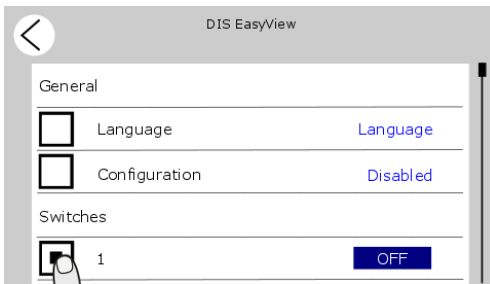 DIS EasyView
General
Language Language
Configuration Disabled
Switches
1 OFF